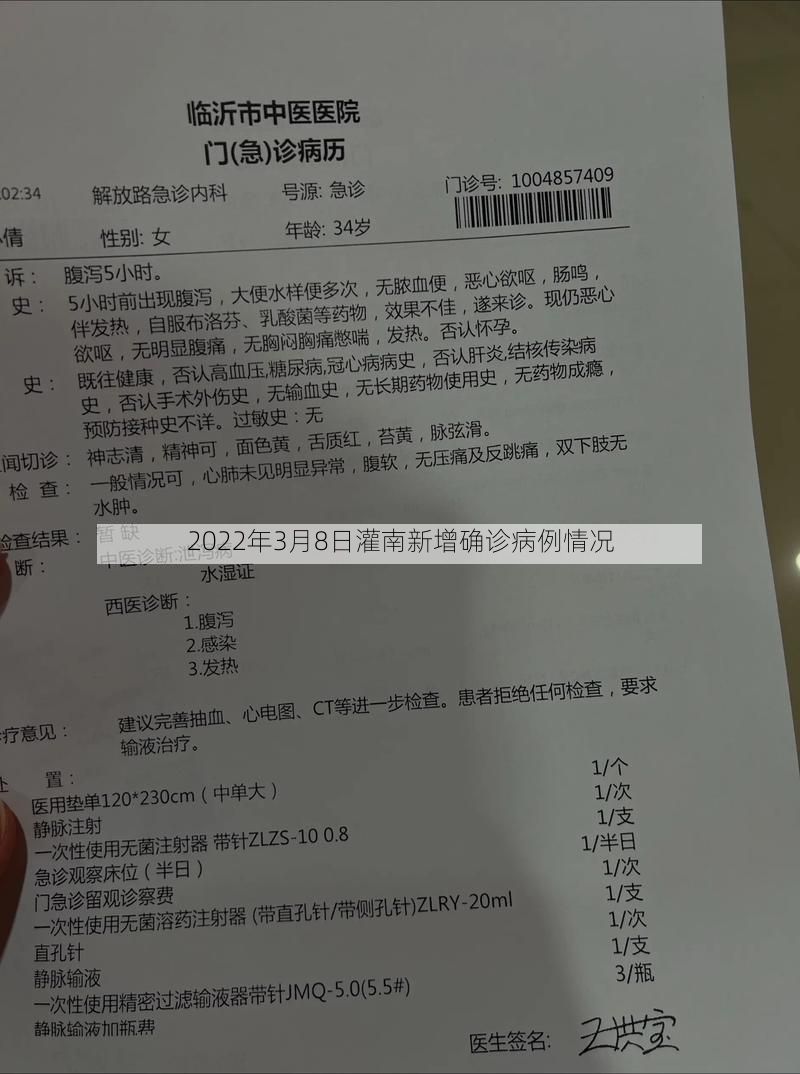 临沂市中医医院
门(急)诊病历
:02:34 解放路急诊内科 号源: 急诊 门诊号: 1004857409
倩 性别: 女 年龄: 34岁
诉： 腹泻5小时。
史： 5小时前出现腹泻，大便水样便多次，无脓血便，恶心欲呕，肠鸣，
伴发热，自服布洛芬、乳酸菌等药物，效果不佳，遂来诊。现仍恶心
欲呕，无明显腹痛，无胸闷胸痛憋喘，发热。否认怀孕。
史： 既往健康，否认高血压,糖尿病,冠心病病史，否认肝炎,结核传染病
史，否认手术外伤史，无输血史，无长期药物使用史，无药物成瘾，
预防接种史不详。过敏史：无
闻切诊： 神志清，精神可，面色黄，舌质红，苔黄，脉弦滑。
检 查： 一般情况可，心肺未见明显异常，腹软，无压痛及反跳痛，双下肢无
水肿。
检查结果： 暂 缺
2022年3月8日灌南新增确诊病例情况
断： 中医诊断:泄泻病
水湿证
西医诊断：
1.腹泻
2.感染
3.发热
疗意见： 建议完善抽血、心电图、CT等进一步检查。患者拒绝任何检查，要求
输液治疗。
处 置：
医用垫单120*230cm（中单大） 1/个
静脉注射 1/次
一次性使用无菌注射器 带针ZLZS-10 0.8 1/支
急诊观察床位（半日） 1/半日
门急诊留观诊察费 1/次
一次性使用无菌溶药注射器 (带直孔针/带侧孔针)ZLRY-20ml 1/支
直孔针
静脉输液 1/次
一次性使用精密过滤输液器带针JMQ-5.0(5.5#) 1/支
静脉输液加瓶费 3/瓶
医生签名: